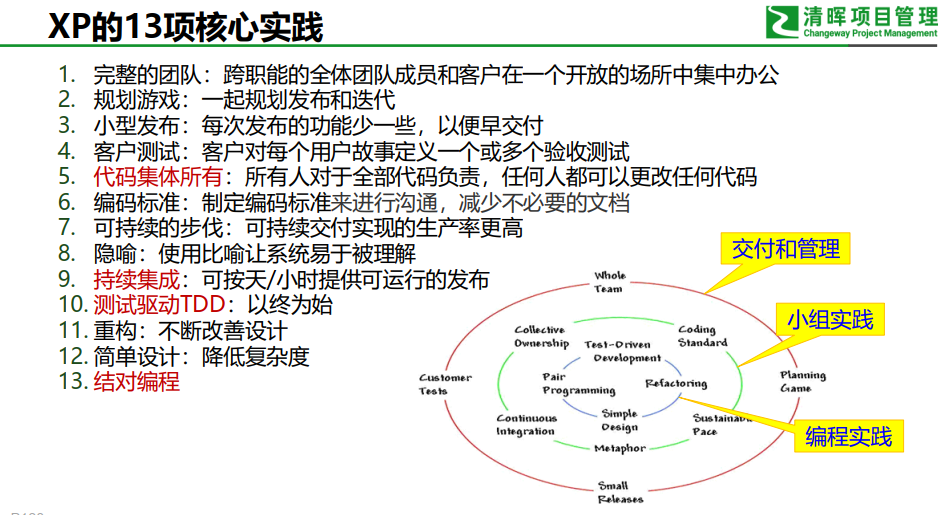 XP的13项核心实践
清晖项目管理
Changeway Project Management
1. 完整的团队：跨职能的全体团队成员和客户在一个开放的场所中集中办公
2. 规划游戏：一起规划发布和迭代
3. 小型发布：每次发布的功能少一些，以便早交付
4. 客户测试：客户对每个用户故事定义一个或多个验收测试
5. 代码集体所有：所有人对于全部代码负责，任何人都可以更改任何代码
6. 编码标准：制定编码标准来进行沟通，减少不必要的文档
7. 可持续的步伐：可持续交付实现的生产率更高
8. 隐喻：使用比喻让系统易于被理解
9. 持续集成：可按天/小时提供可运行的发布
10. 测试驱动TDD：以终为始
11. 重构：不断改善设计
12. 简单设计：降低复杂度
13. 结对编程
交付和管理
小组实践
编程实践
Whole
Team
Collective
Ownership
Test-Driven
Development
Coding
Standard
Customer
Tests
Pair
Programming
Refactoring
Planning
Game
Continuous
Integration
Simple
Design
Sustainable
Pace
Metaphor
Small
Releases